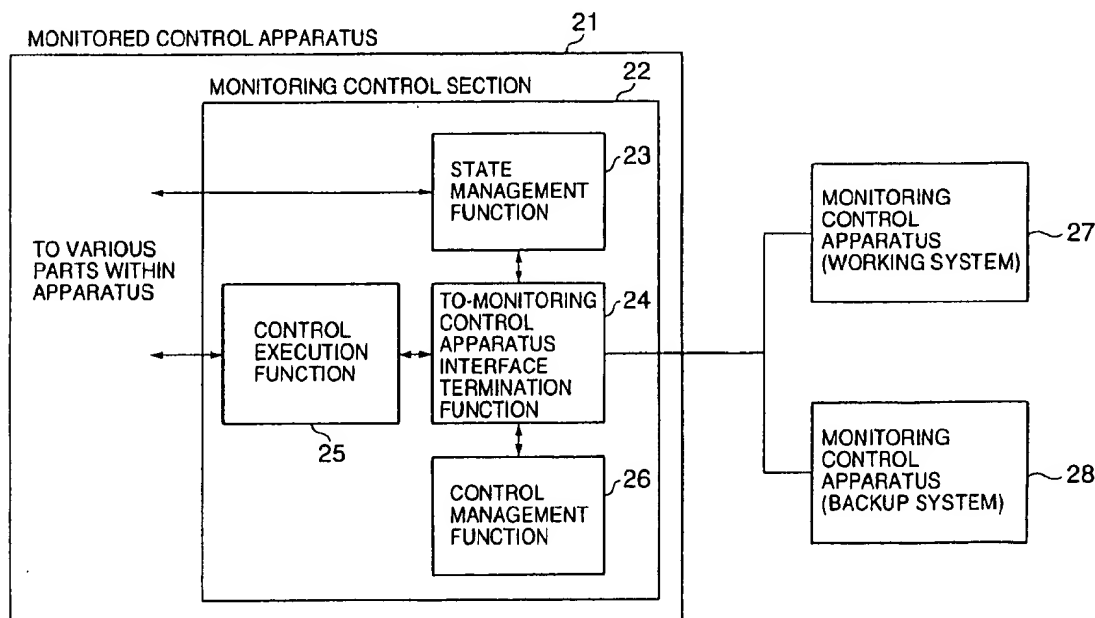 21
MONITORED CONTROL APPARATUS
22
MONITORING CONTROL SECTION
23
STATE
MANAGEMENT
FUNCTION
TO VARIOUS
PARTS WITHIN
APPARATUS
CONTROL
EXECUTION
FUNCTION
25
24
TO-MONITORING
CONTROL
APPARATUS
INTERFACE
TERMINATION
FUNCTION
26
CONTROL
MANAGEMENT
FUNCTION
MONITORING
CONTROL
APPARATUS
(WORKING SYSTEM)
27
MONITORING
CONTROL
APPARATUS
(BACKUP SYSTEM)
28